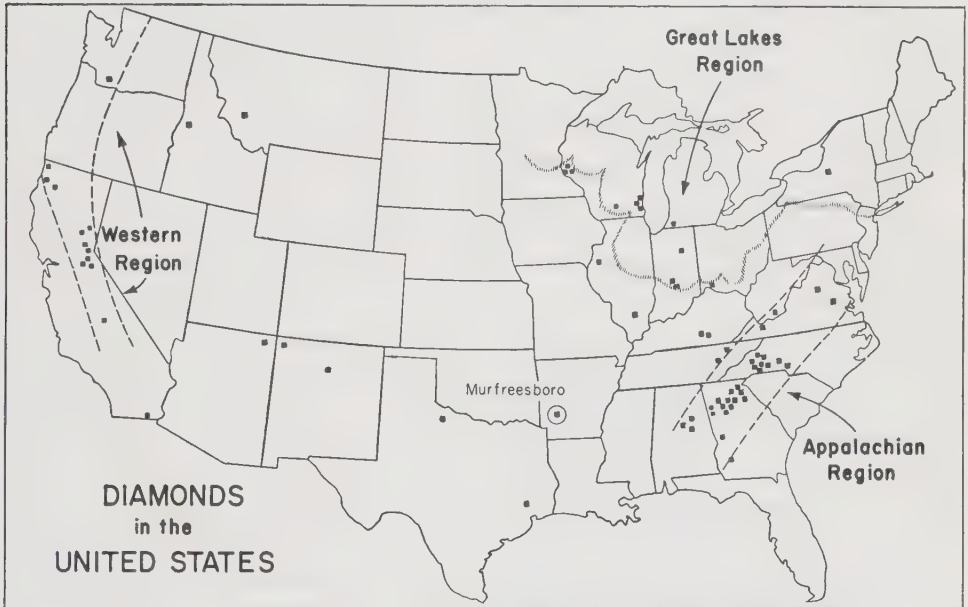 Great Lakes
Region
Western
Region
Murfreesboro
Appalachian
Region
DIAMONDS
in the
UNITED STATES